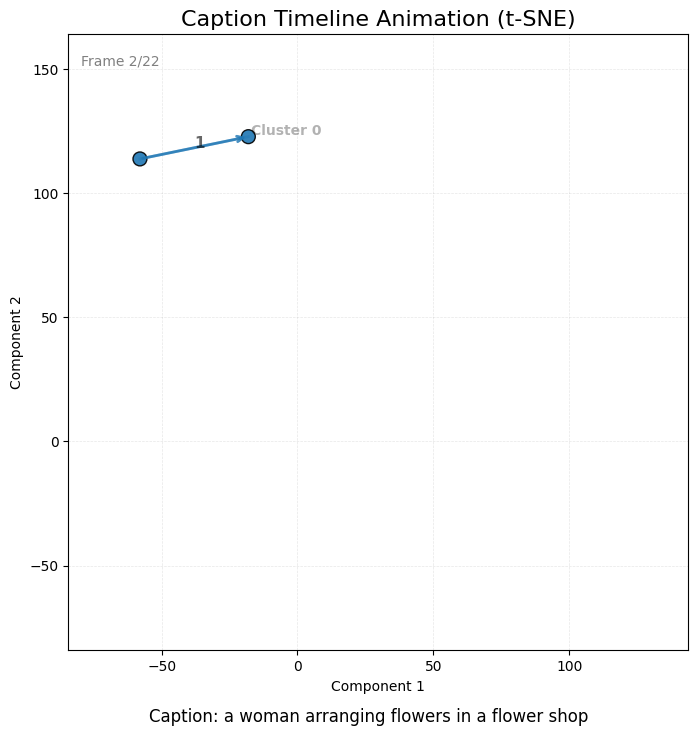 Caption Timeline Animation (t-SNE)
Frame 2/22
Cluster 0
1
150
100
50
0
−50
Component 2
−50
0
50
100
Component 1
Caption: a woman arranging flowers in a flower shop